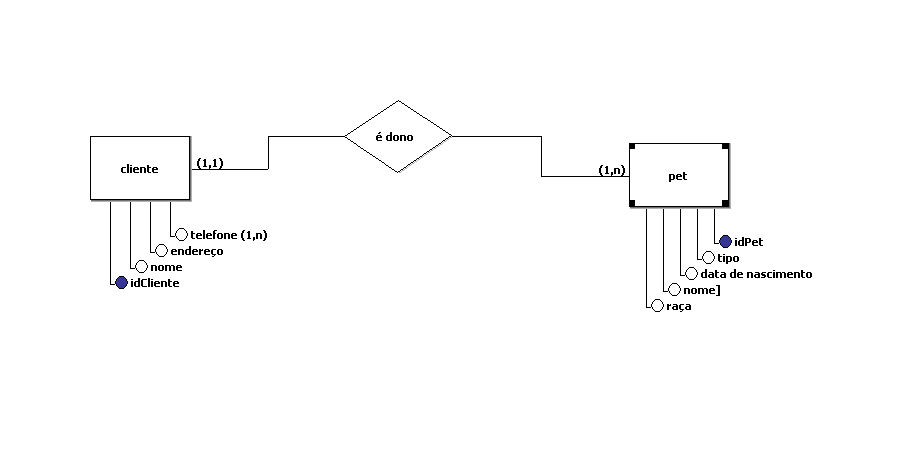 é dono
cliente
(1,1)
(1,n)
pet
telefone (1,n)
endereço
nome
idCliente
idPet
tipo
data de nascimento
nome]
raça